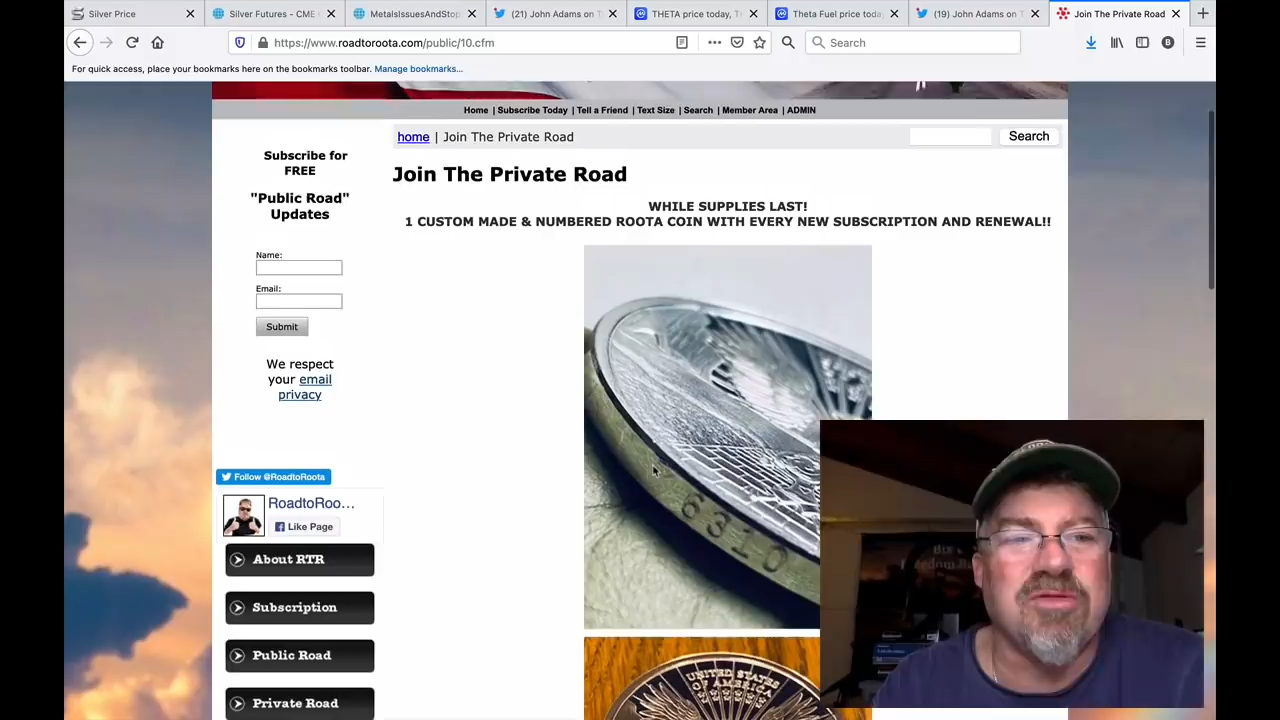 Silver Price
Silver Futures - CME
MetalsIssuesAndStop
(21) John Adams on T
THETA price today, T
Theta Fuel price toda
(19) John Adams on T
Join The Private Road
https://www.roadtoroota.com/public/10.cfm
Search
For quick access, place your bookmarks here on the bookmarks toolbar. Manage bookmarks...
Home | Subscribe Today | Tell a Friend | Text Size | Search | Member Area | ADMIN
home | Join The Private Road
Search
Subscribe for
FREE
"Public Road"
Updates
Name:
Email:
Submit
We respect
your email
privacy
Follow @RoadtoRoota
RoadtoRoo...
Like Page
About RTR
Subscription
Public Road
Private Road
Join The Private Road
WHILE SUPPLIES LAST!
1 CUSTOM MADE & NUMBERED ROOTA COIN WITH EVERY NEW SUBSCRIPTION AND RENEWAL!!
6310
UNITED STATES
OF AMERICA